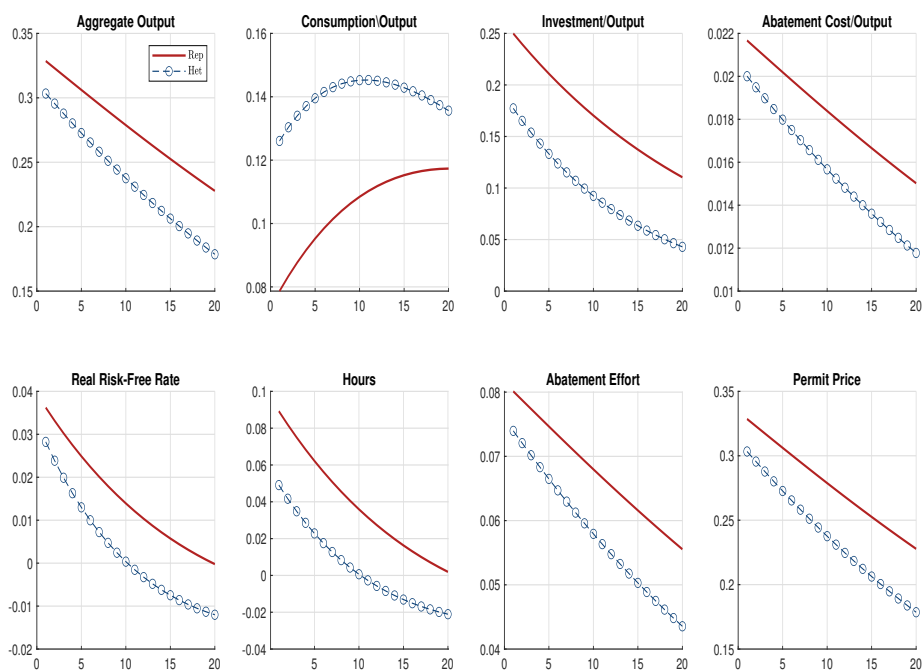 Aggregate Output
Consumption\Output
Investment/Output
Abatement Cost/Output
0.35
0.3
0.25
0.2
0.15
0 5 10 15 20
Rep
Het
0.16
0.14
0.12
0.1
0.08
0 5 10 15 20
0.25
0.2
0.15
0.1
0.05
0
0 5 10 15 20
0.022
0.02
0.018
0.016
0.014
0.012
0.01
0 5 10 15 20
Real Risk-Free Rate
Hours
Abatement Effort
Permit Price
0.04
0.03
0.02
0.01
0
-0.01
-0.02
0 5 10 15 20
0.1
0.08
0.06
0.04
0.02
0
-0.02
-0.04
0 5 10 15 20
0.08
0.07
0.06
0.05
0.04
0 5 10 15 20
0.35
0.3
0.25
0.2
0.15
0 5 10 15 20